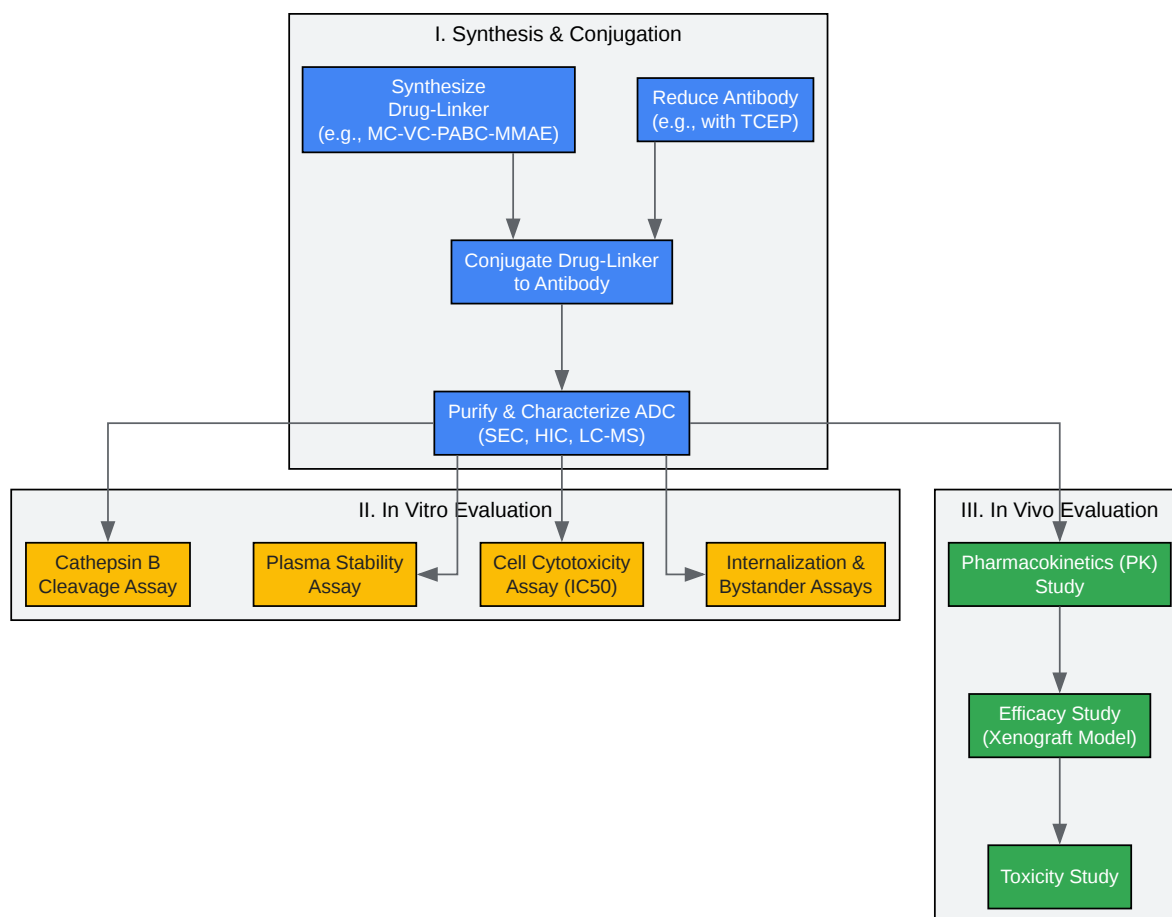 I. Synthesis & Conjugation
Synthesize
Drug-Linker
(e.g., MC-VC-PABC-MMAE)
Reduce Antibody
(e.g., with TCEP)
Conjugate Drug-Linker
to Antibody
Purify & Characterize ADC
(SEC, HIC, LC-MS)
II. In Vitro Evaluation
Cathepsin B
Cleavage Assay
Plasma Stability
Assay
Cell Cytotoxicity
Assay (IC50)
Internalization &
Bystander Assays
III. In Vivo Evaluation
Pharmacokinetics (PK)
Study
Efficacy Study
(Xenograft Model)
Toxicity Study